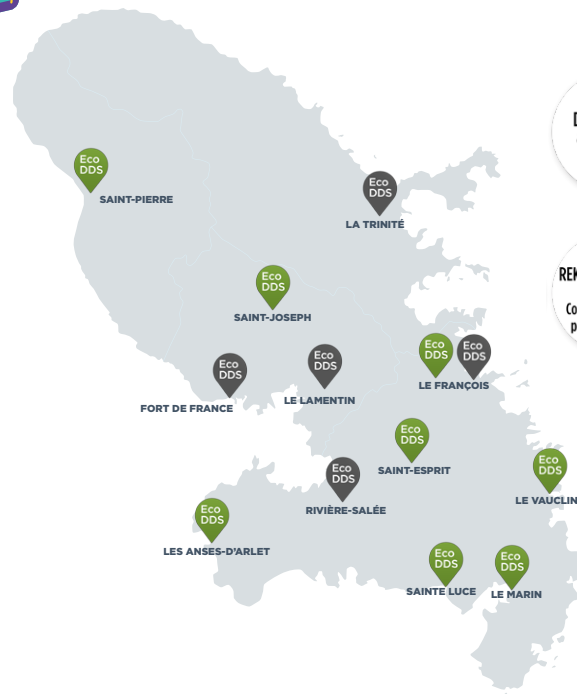 Eco
DDS
SAINT-PIERRE
Eco
DDS
LA TRINITÉ
Eco
DDS
SAINT-JOSEPH
Eco
DDS
Eco
DDS
LE FRANÇOIS
Eco
DDS
FORT DE FRANCE
Eco
DDS
LE LAMENTIN
Eco
DDS
SAINT-ESPRIT
Eco
DDS
RIVIÈRE-SALÉE
Eco
DDS
LE VAUCLIN
Eco
DDS
LES ANSES-D'ARLET
Eco
DDS
SAINTE LUCE
Eco
DDS
LE MARIN